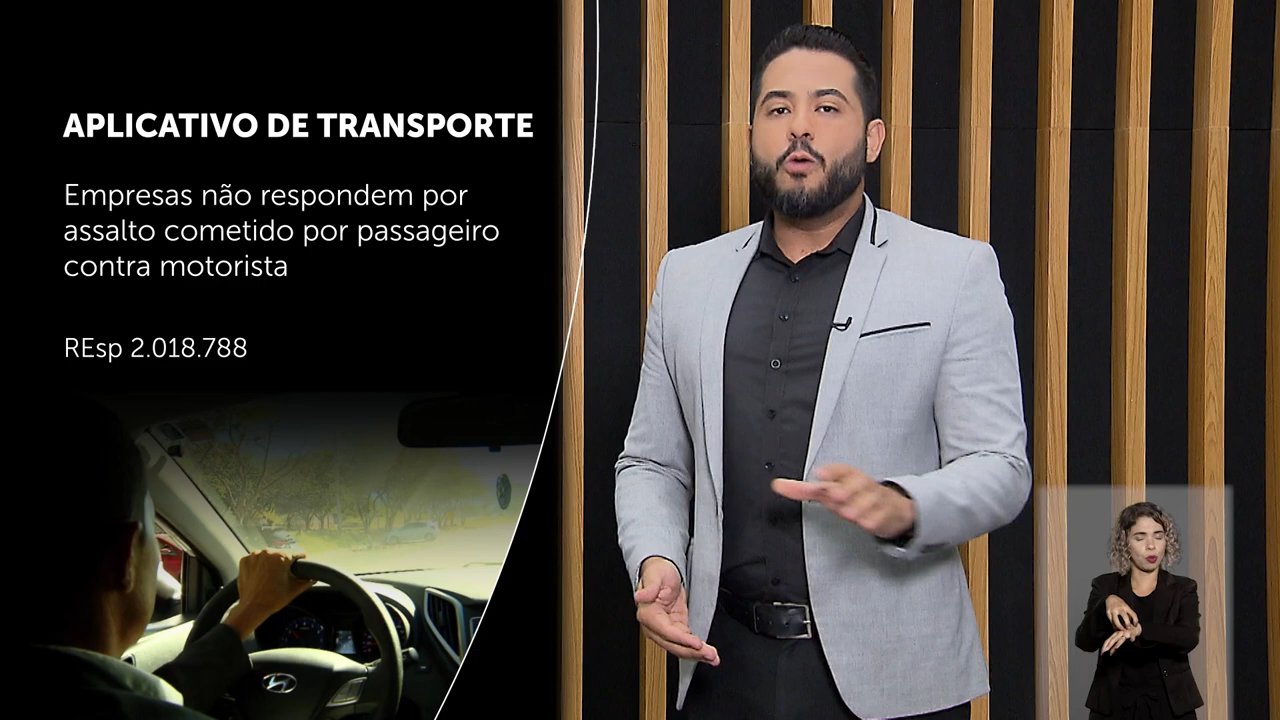 APLICATIVO DE TRANSPORTE
Empresas não respondem por
assalto cometido por passageiro
contra motorista
REsp 2.018.788